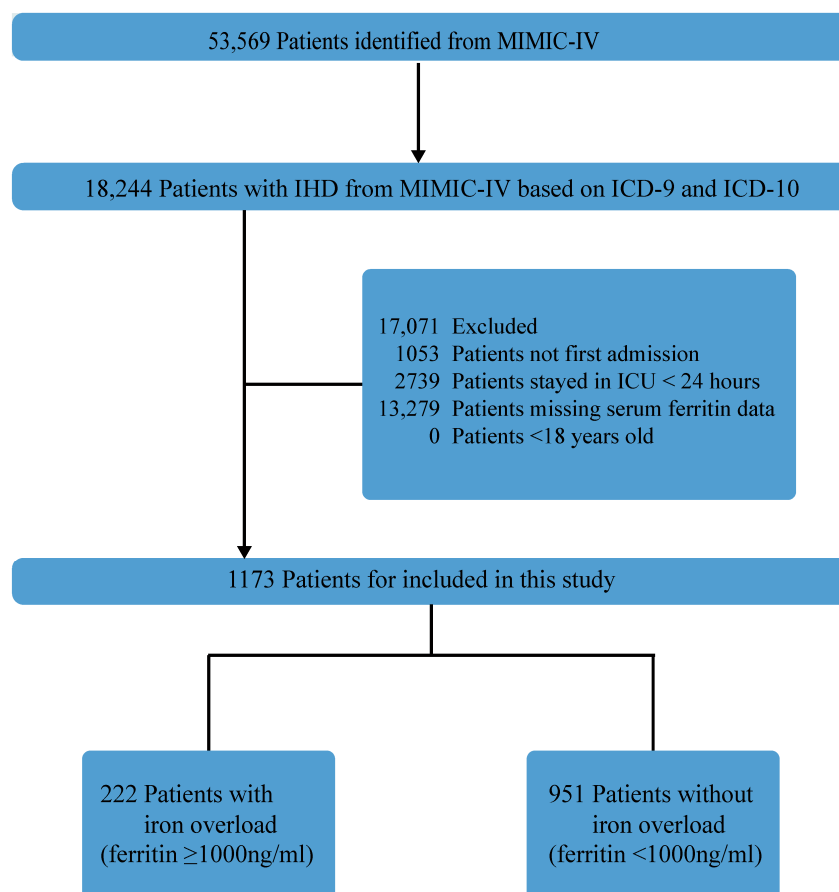 53,569 Patients identified from MIMIC-IV
18,244 Patients with IHD from MIMIC-IV based on ICD-9 and ICD-10
17,071 Excluded
1053 Patients not first admission
2739 Patients stayed in ICU < 24 hours
13,279 Patients missing serum ferritin data
0 Patients <18 years old
1173 Patients for included in this study
222 Patients with
iron overload
(ferritin ≥1000ng/ml)
951 Patients without
iron overload
(ferritin <1000ng/ml)